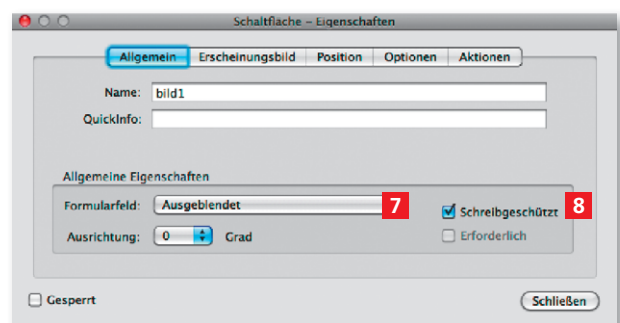 Schaltfläche – Eigenschaften
Allgemein Erscheinungsbild Position Optionen Aktionen
Name: bild1
QuickInfo:
Allgemeine Eigenschaften
Formularfeld: Ausgeblendet 7
Schreibgeschützt 8
Ausrichtung: 0 Grad
Erforderlich
Gesperrt
Schließen